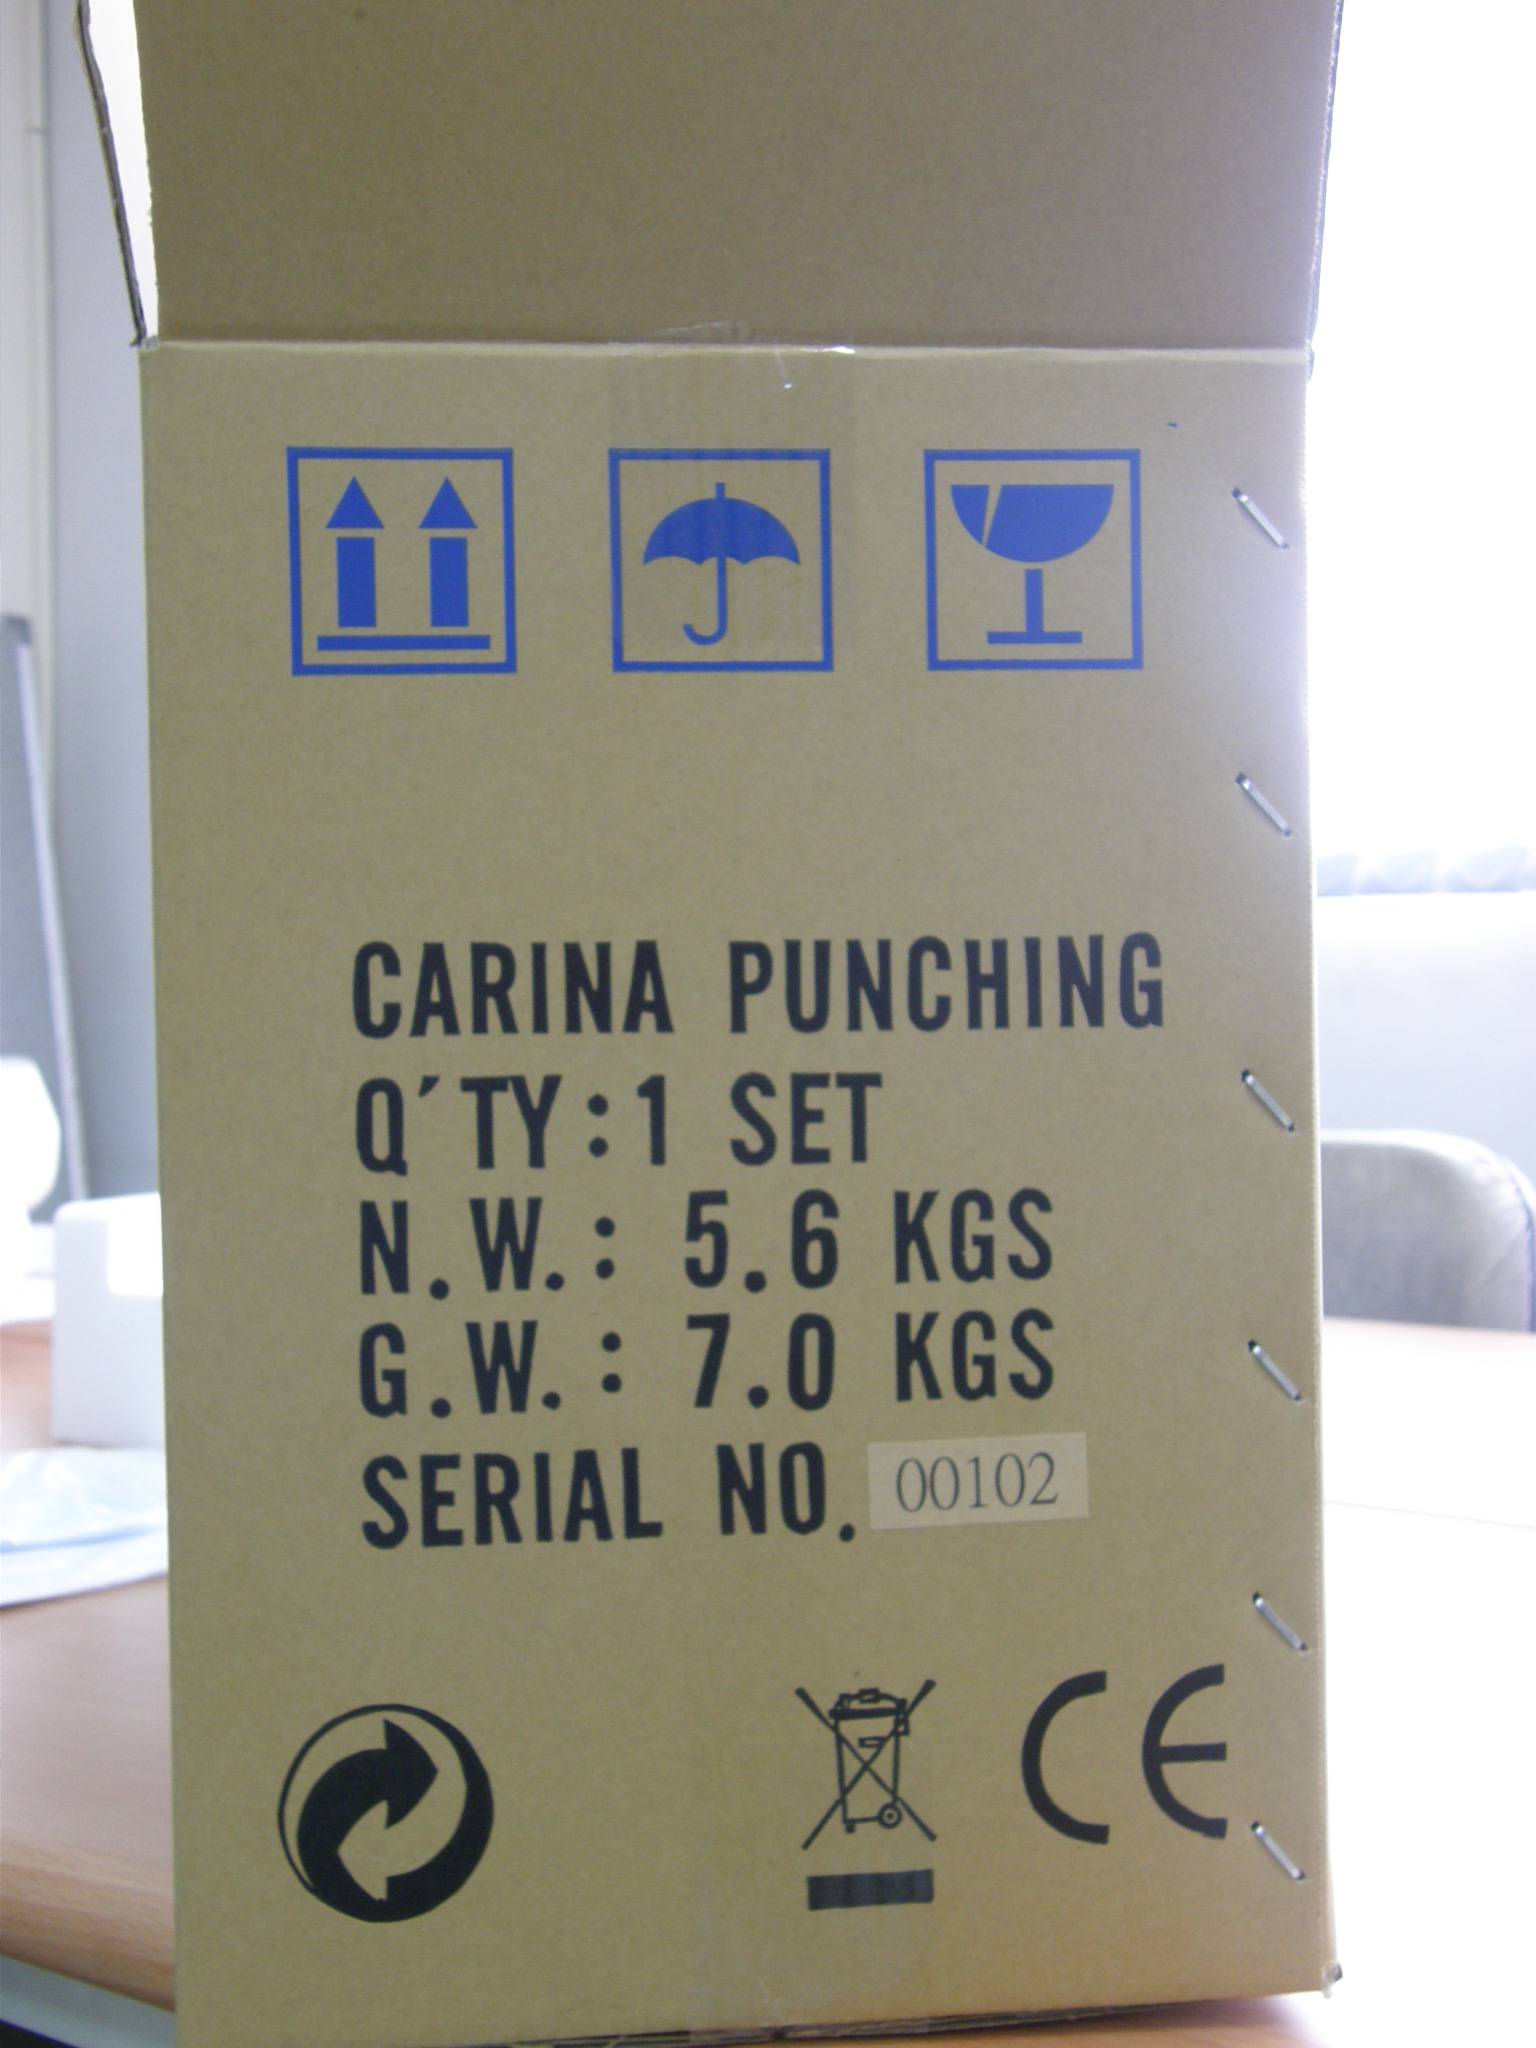 CARINA PUNCHING
Q'TY:1 SET
N.W.: 5.6 KGS
G.W.: 7.0 KGS
SERIAL NO. 00102
CE